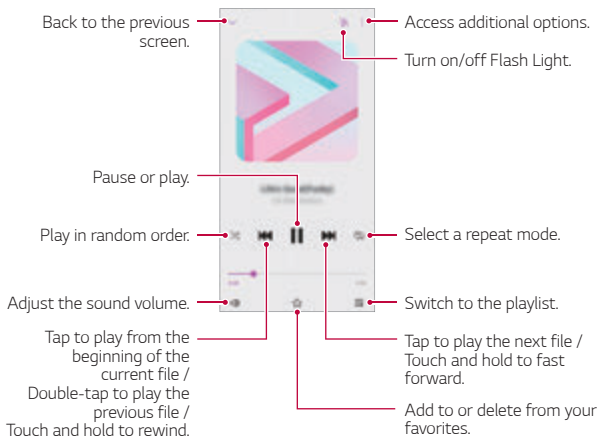 Back to the previous
screen.
Access additional options.
Turn on/off Flash Light.
Pause or play.
Play in random order.
Select a repeat mode.
Adjust the sound volume.
Switch to the playlist.
Tap to play from the
beginning of the
current file /
Double-tap to play the
previous file /
Touch and hold to rewind.
Tap to play the next file /
Touch and hold to fast
forward.
Add to or delete from your
favorites.